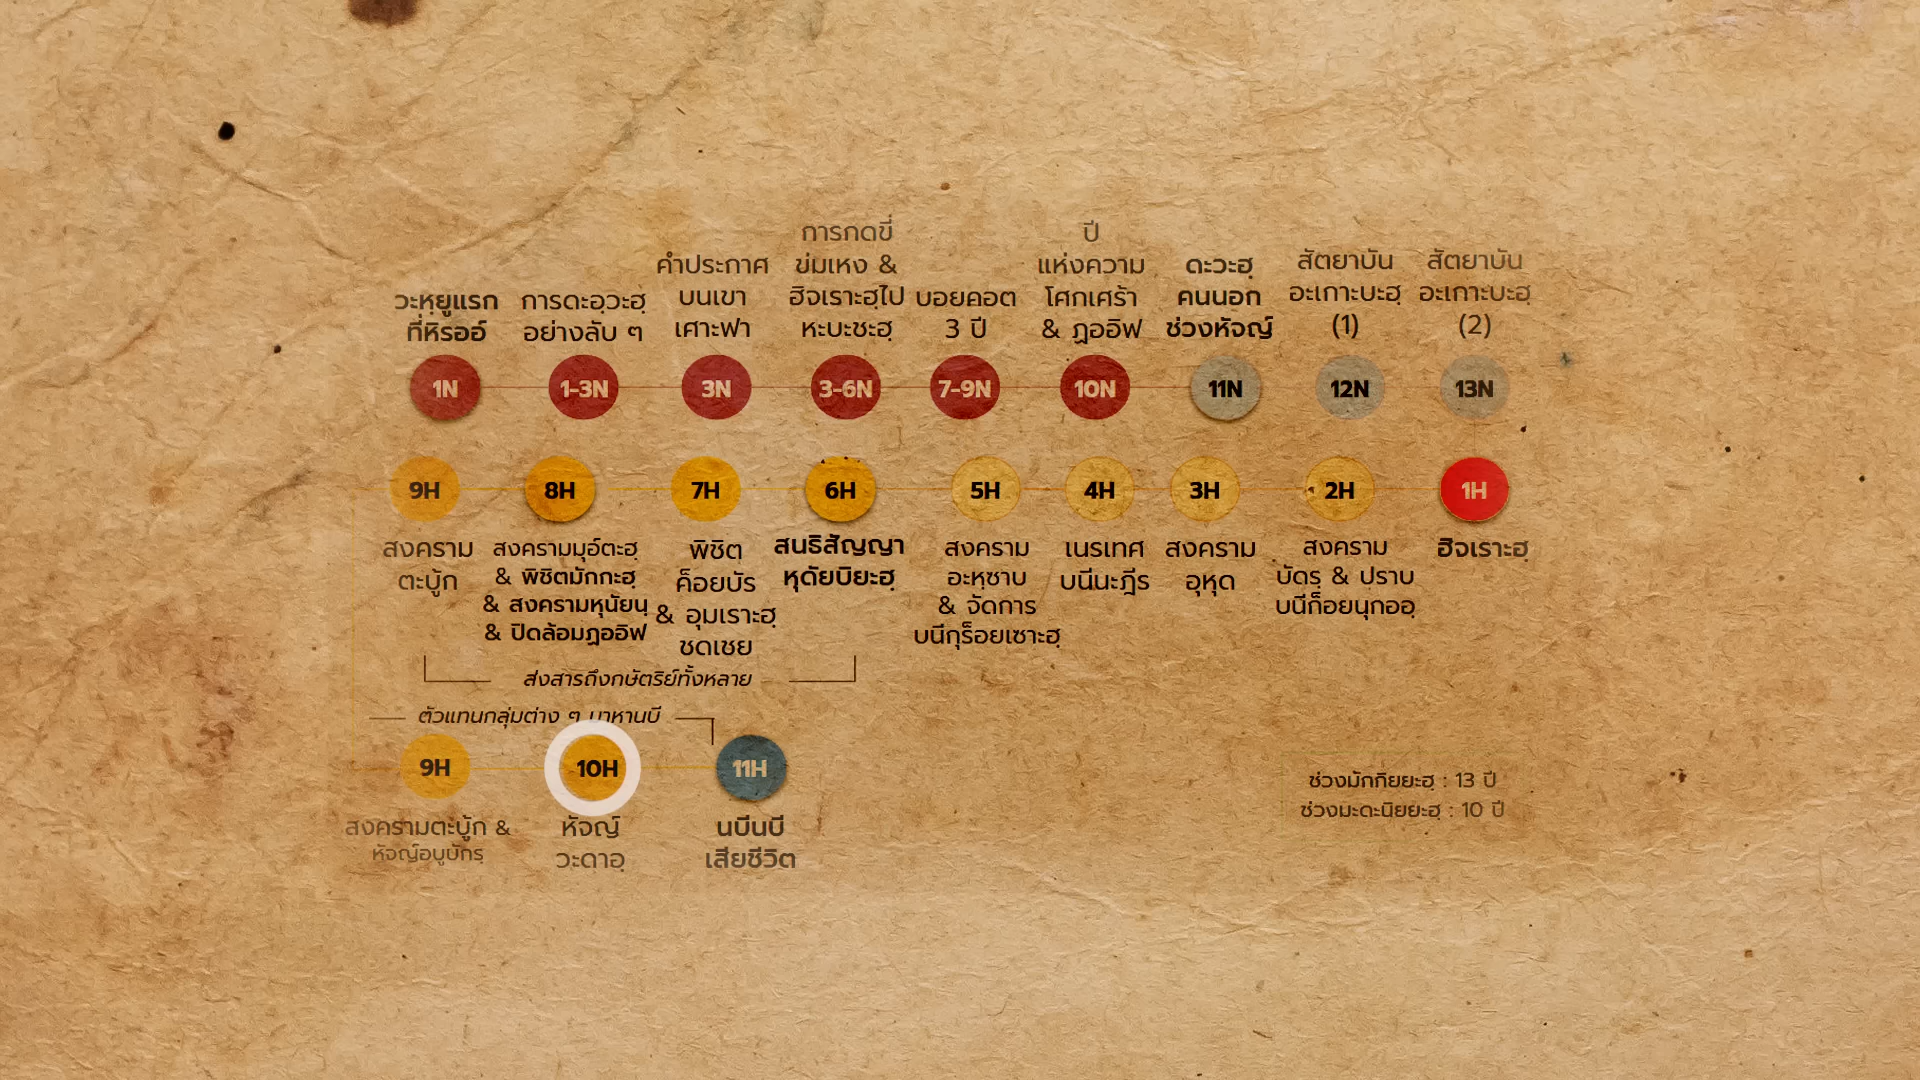 วะหฺยูแรก
ที่หิรออ์
การดะอฺวะฮฺ
อย่างลับ ๆ
คำประกาศ
บนเขา
เศาะฟา
การกดขี่
ข่มเหง &
ฮิจเราะฮฺไป
หะบะชะฮฺ
บอยคอต
3 ปี
ปี
แห่งความ
โศกเศร้า
& ฏออิฟ
ดะวะฮฺ
คนนอก
ช่วงหัจญ์
สัตยาบัน
อะเกาะบะฮฺ
(1)
สัตยาบัน
อะเกาะบะฮฺ
(2)
1N
1-3N
3N
3-6N
7-9N
10N
11N
12N
13N
9H
8H
7H
6H
5H
4H
3H
2H
1H
สงคราม
ตะบู้ก
สงครามมุอ์ตะฮฺ
& พิชิตมักกะฮฺ
& สงครามหุนัยนฺ
& ปิดล้อมฏออิฟ
พิชิต
ค็อยบัร
& อุมเราะฮฺ
ชดเชย
สนธิสัญญา
หุดัยบิยะฮฺ
สงคราม
อะหฺซาบ
& จัดการ
บนีกุร็อยเซาะฮฺ
เนรเทศ
บนีนะฎีร
สงคราม
อุหุด
สงคราม
บัดรฺ & ปราบ
บนีก็อยนุกออฺ
ฮิจเราะฮฺ
ส่งสารถึงกษัตริย์ทั้งหลาย
ตัวแทนกลุ่มต่าง ๆ มาหานบี
9H
10H
11H
สงครามตะบู้ก &
หัจญ์อบูบักรฺ
หัจญ์
วะดาอฺ
นบีนบี
เสียชีวิต
ช่วงมักกิยยะฮฺ : 13 ปี
ช่วงมะดะนิยยะฮฺ : 10 ปี